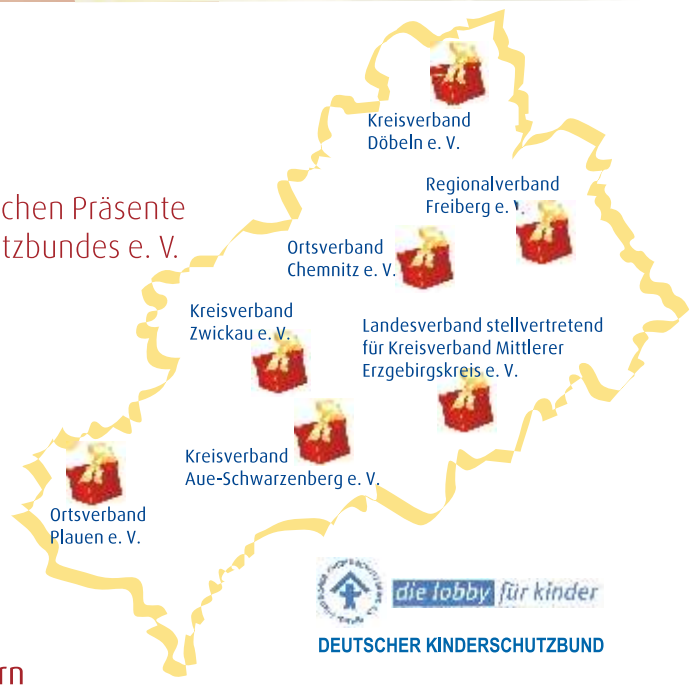 Kreisverband
Döbeln e. V.
Regionalverband
Freiberg e. V.
chen Präsente
tzbundes e. V.
Ortsverband
Chemnitz e. V.
Kreisverband
Zwickau e. V.
Landesverband stellvertretend
für Kreisverband Mittlerer
Erzgebirgskreis e. V.
Kreisverband
Aue-Schwarzenberg e. V.
Ortsverband
Plauen e. V.
die lobby für kinder
DEUTSCHER KINDERSCHUTZBUND
rn